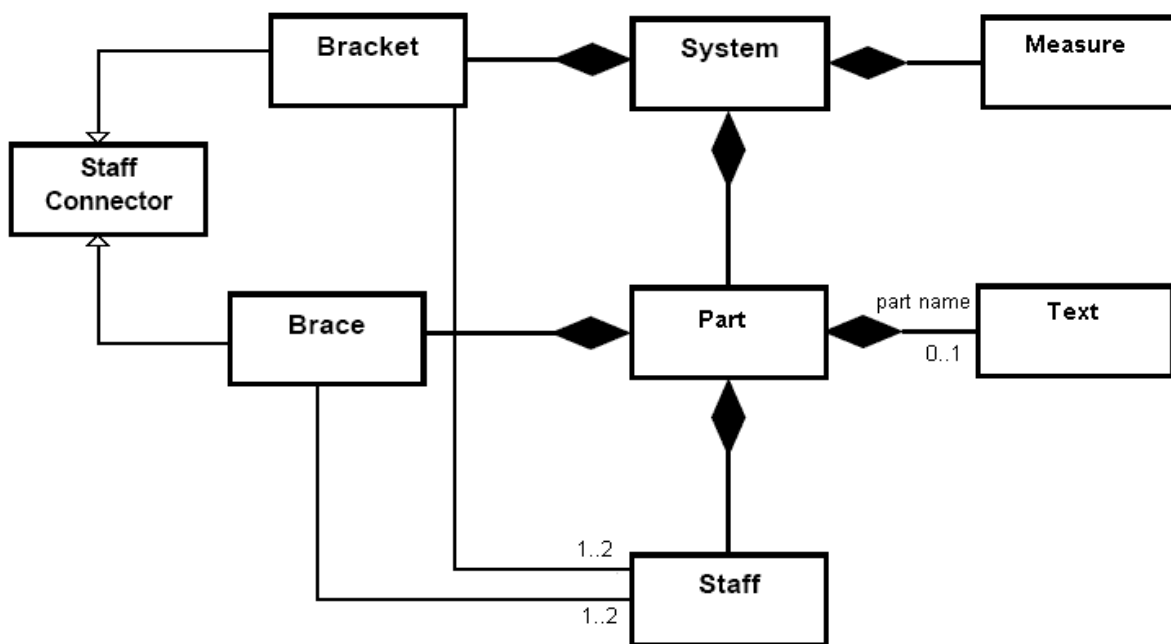 Bracket
System
Measure
Staff
Connector
Brace
Part
part name
0..1
Text
1..2
1..2
Staff